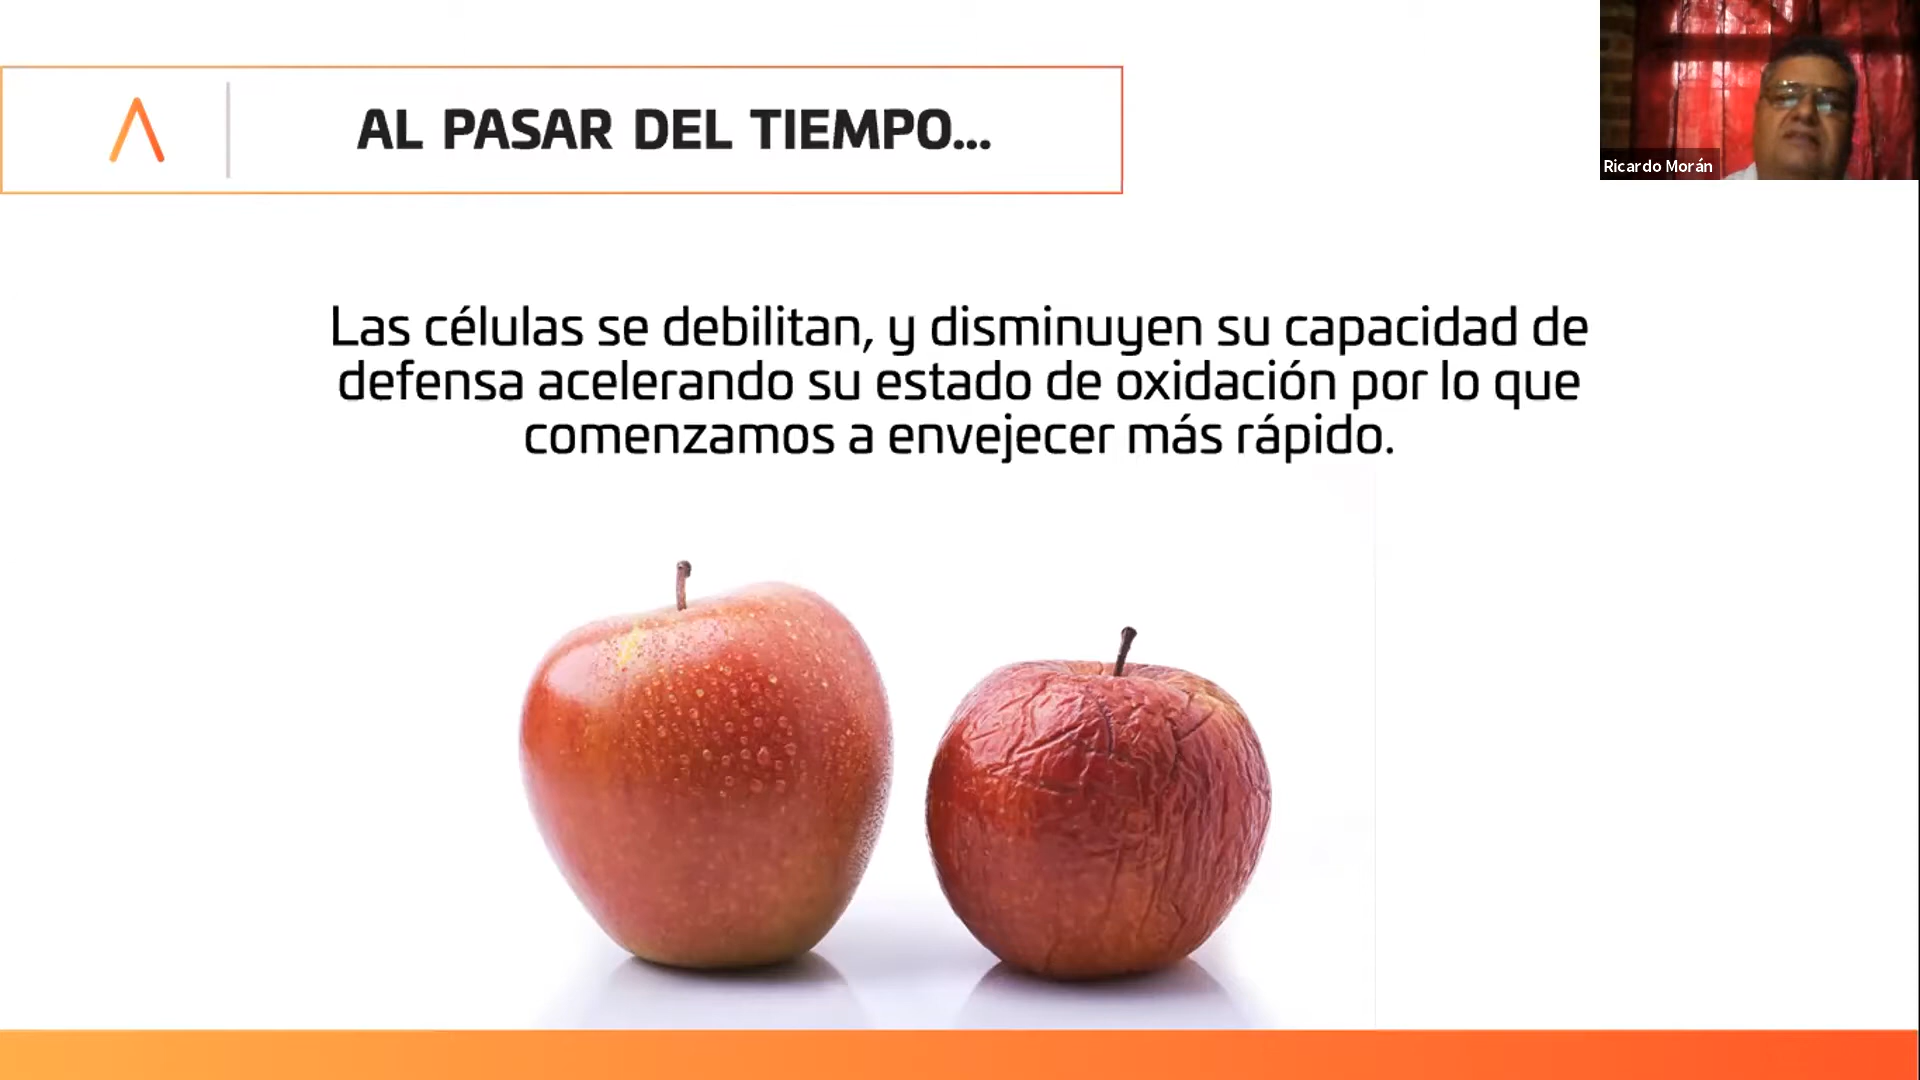 AL PASAR DEL TIEMPO...
Ricardo Morán
Las células se debilitan, y disminuyen su capacidad de
defensa acelerando su estado de oxidación por lo que
comenzamos a envejecer más rápido.